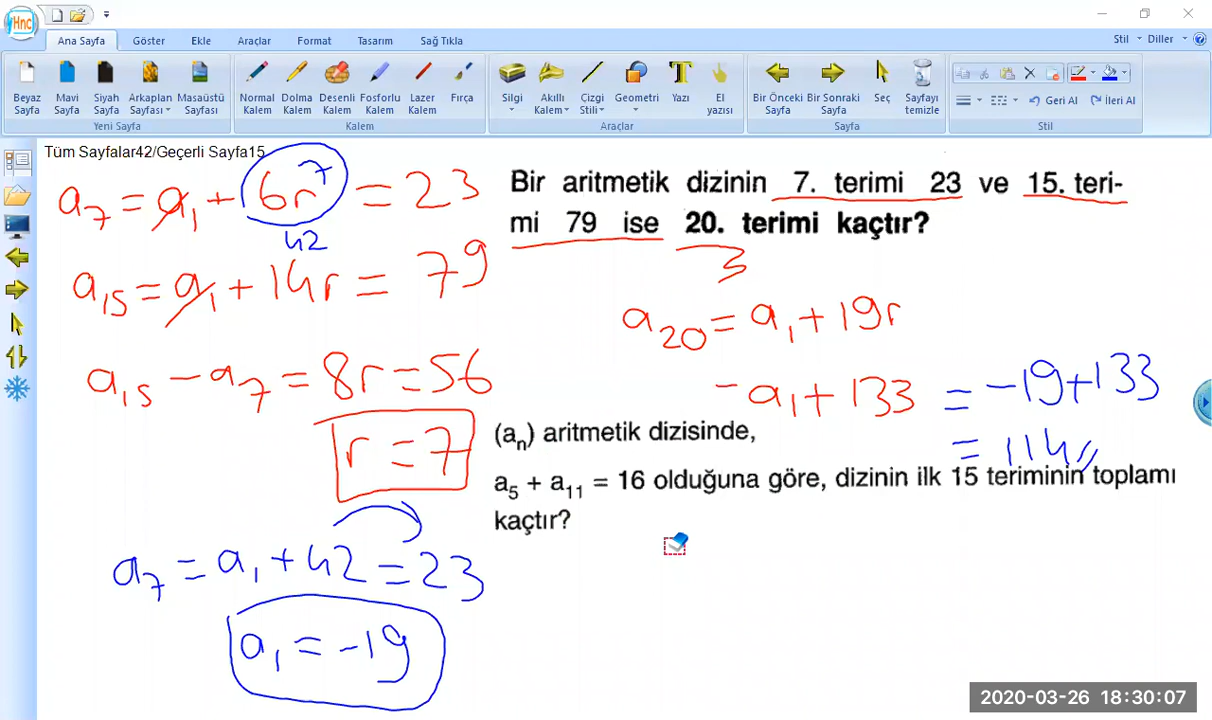 Hnc
Ana Sayfa Göster Ekle Araçlar Format Tasarım Sağ Tıkla
Stil Diller
Beyaz Sayfa Mavi Sayfa Siyah Sayfa Arkaplan Sayfası Masaüstü Sayfası
Normal Kalem Dolma Kalem Desenli Kalem Fosforlu Kalem Lazer Kalem Fırça
Silgi Akıllı Kalem Çizgi Stili Geometri Yazı El yazısı
Bir Önceki Sayfa Bir Sonraki Sayfa Seç Sayfayı temizle
Geri Al İleri Al
Yeni Sayfa Kalem Araçlar Sayfa Stil
Tüm Sayfalar42/Geçerli Sayfa15
a₇ = a₁ + 6r 7 = 23
42
a₁₅ = a₁ + 14r = 79
a₁₅ - a₇ = 8r = 56
r = 7
a₇ = a₁ + 42 = 23
a₁ = -19
Bir aritmetik dizinin 7. terimi 23 ve 15. teri-
mi 79 ise 20. terimi kaçtır?
a₂₀ = a₁ + 19r
- a₁ + 133 = -19 + 133
= 114
(aₙ) aritmetik dizisinde,
a₅ + a₁₁ = 16 olduğuna göre, dizinin ilk 15 teriminin toplamı
kaçtır?
2020-03-26 18:30:07